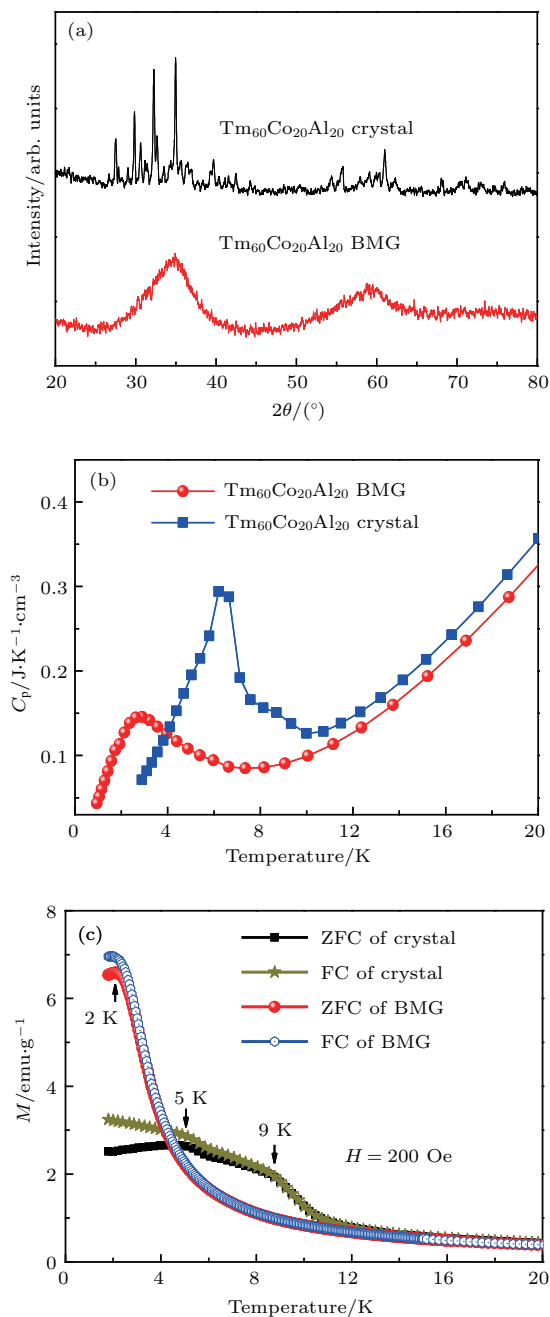 (a)
Intensity/arb. units
Tm60Co20Al20 crystal
Tm60Co20Al20 BMG
20 30 40 50 60 70 80
2θ/(°)
(b)
Tm60Co20Al20 BMG
Tm60Co20Al20 crystal
0.4
0.3
0.2
0.1
Cp/J·K−1·cm−3
0 4 8 12 16 20
Temperature/K
(c)
ZFC of crystal
FC of crystal
ZFC of BMG
FC of BMG
8
6
4
2
0
M/emu·g−1
2 K
5 K
9 K
H = 200 Oe
0 4 8 12 16 20
Temperature/K